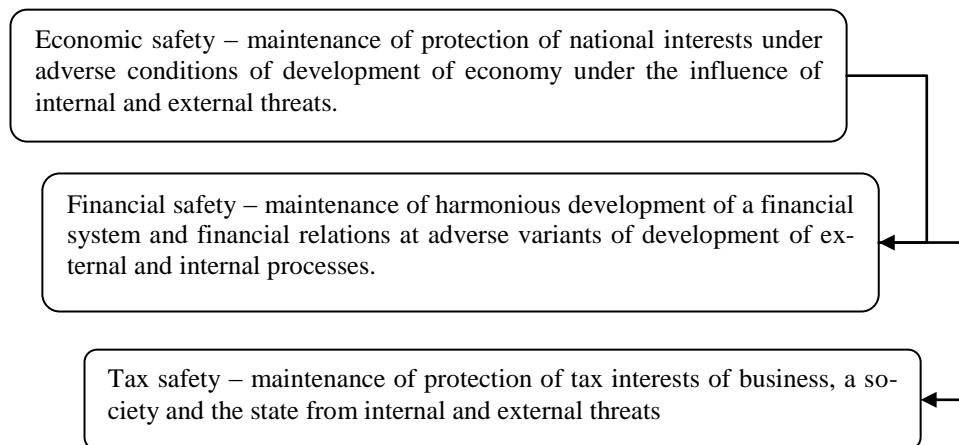 Economic safety – maintenance of protection of national interests under
adverse conditions of development of economy under the influence of
internal and external threats.
Financial safety – maintenance of harmonious development of a financial
system and financial relations at adverse variants of development of ex-
ternal and internal processes.
Tax safety – maintenance of protection of tax interests of business, a so-
ciety and the state from internal and external threats